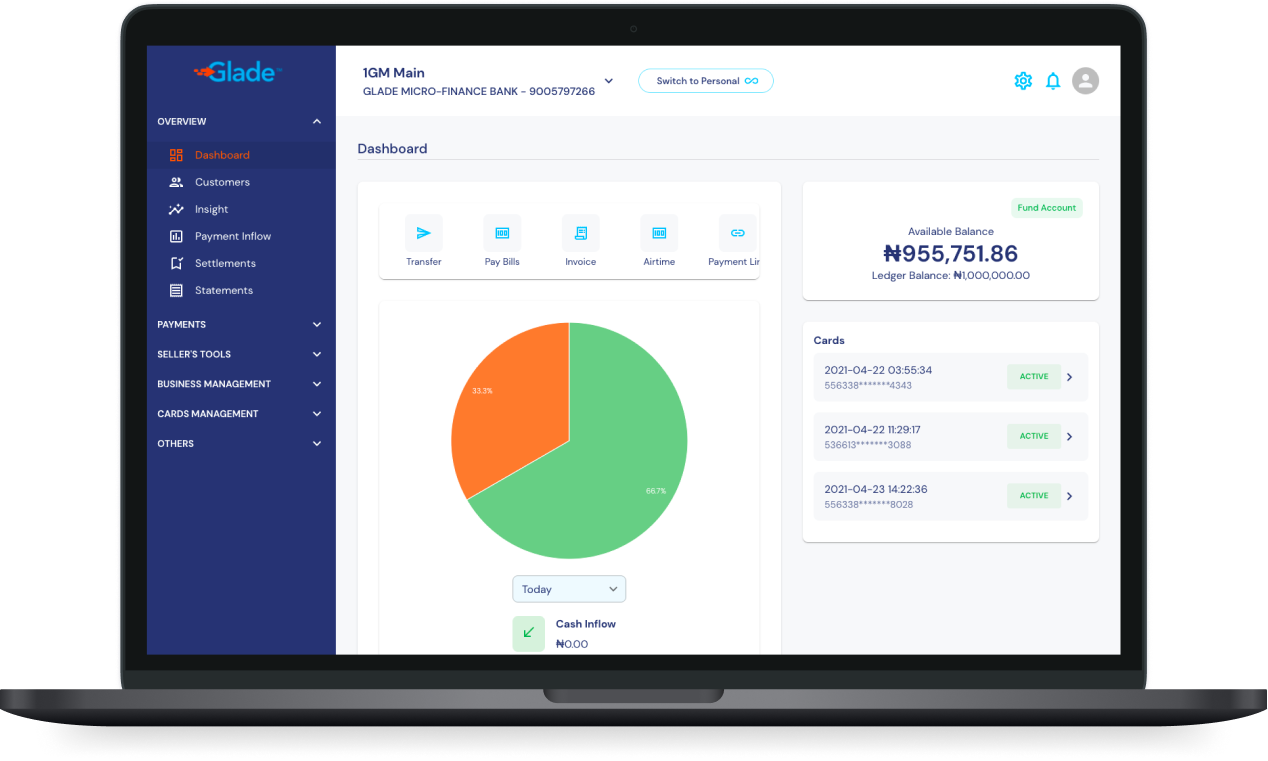 Glade™
OVERVIEW
Dashboard
Customers
Insight
Payment Inflow
Settlements
Statements
PAYMENTS
SELLER'S TOOLS
BUSINESS MANAGEMENT
CARDS MANAGEMENT
OTHERS
1GM Main
GLADE MICRO-FINANCE BANK - 9005797266
Switch to Personal
Dashboard
Transfer
Pay Bills
Invoice
Airtime
Payment Lin
33.3%
66.7%
Today
Cash Inflow
₦0.00
Fund Account
Available Balance
₦955,751.86
Ledger Balance: ₦1,000,000.00
Cards
2021-04-22 03:55:34
556338*******4343
ACTIVE
2021-04-22 11:29:17
536613*******3088
ACTIVE
2021-04-23 14:22:36
556338*******8028
ACTIVE